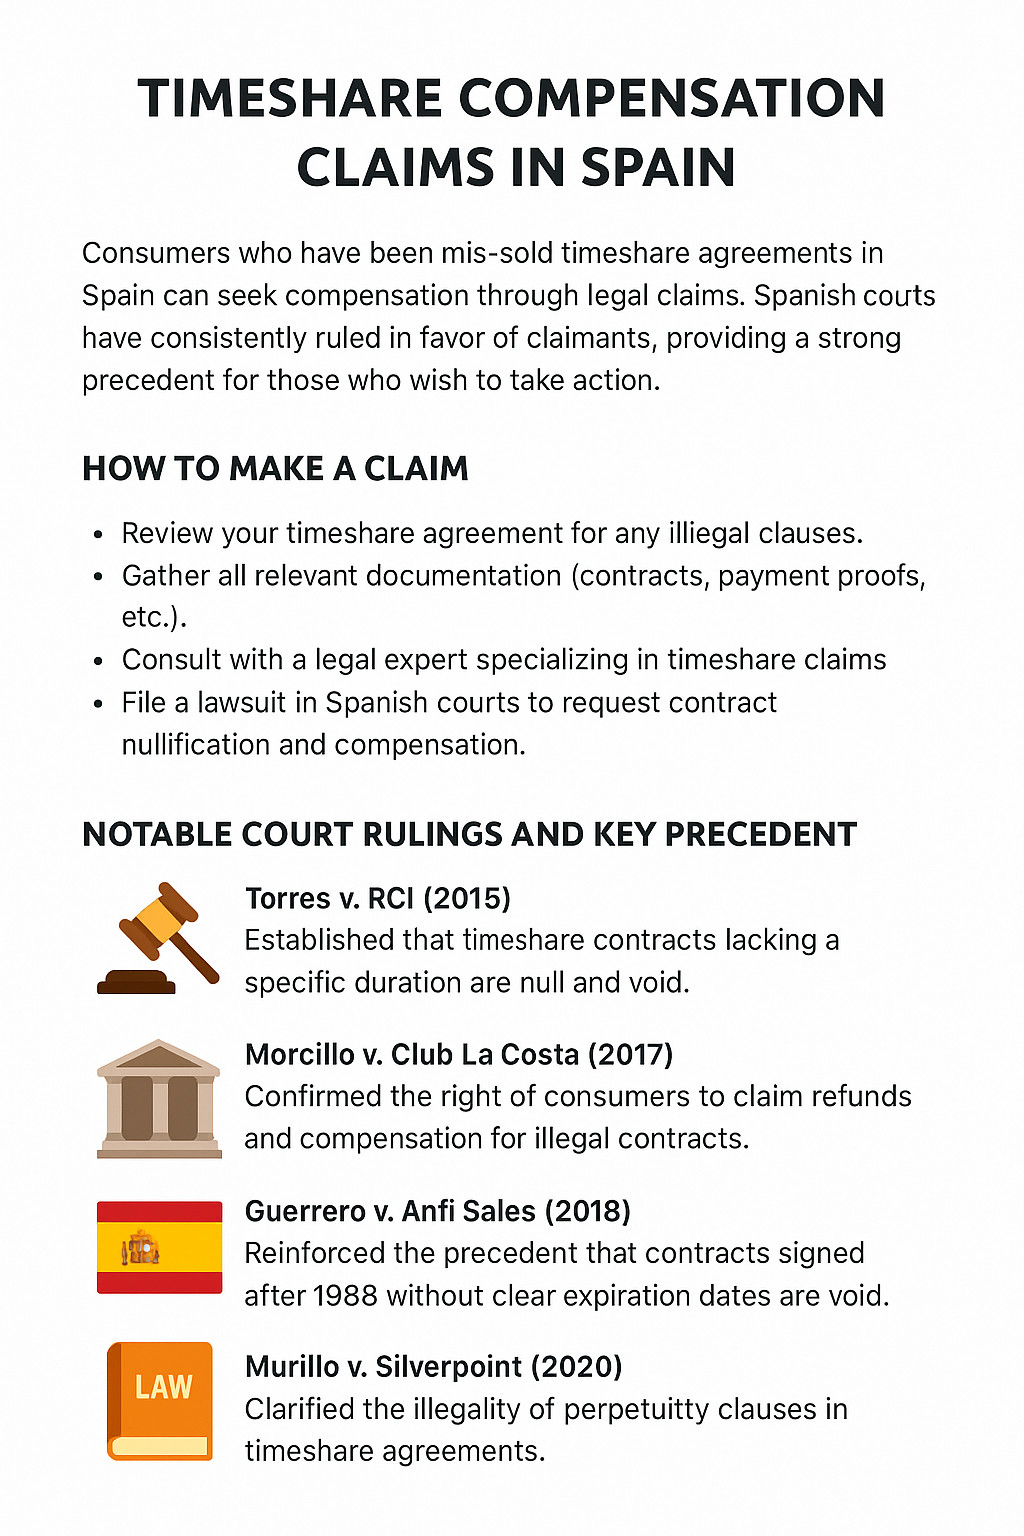 TIMESHARE COMPENSATION
CLAIMS IN SPAIN
Consumers who have been mis-sold timeshare agreements in
Spain can seek compensation through legal claims. Spanish courts
have consistently ruled in favor of claimants, providing a strong
precedent for those who wish to take action.
HOW TO MAKE A CLAIM
• Review your timeshare agreement for any illiegal clauses.
• Gather all relevant documentation (contracts, payment proofs,
etc.).
• Consult with a legal expert specializing in timeshare claims
• File a lawsuit in Spanish courts to request contract
nullification and compensation.
NOTABLE COURT RULINGS AND KEY PRECEDENT
Torres v. RCI (2015)
Established that timeshare contracts lacking a
specific duration are null and void.
Morcillo v. Club La Costa (2017)
Confirmed the right of consumers to claim refunds
and compensation for illegal contracts.
Guerrero v. Anfi Sales (2018)
Reinforced the precedent that contracts signed
after 1988 without clear expiration dates are void.
LAW
Murillo v. Silverpoint (2020)
Clarified the illegality of perpetuitty clauses in
timeshare agreements.